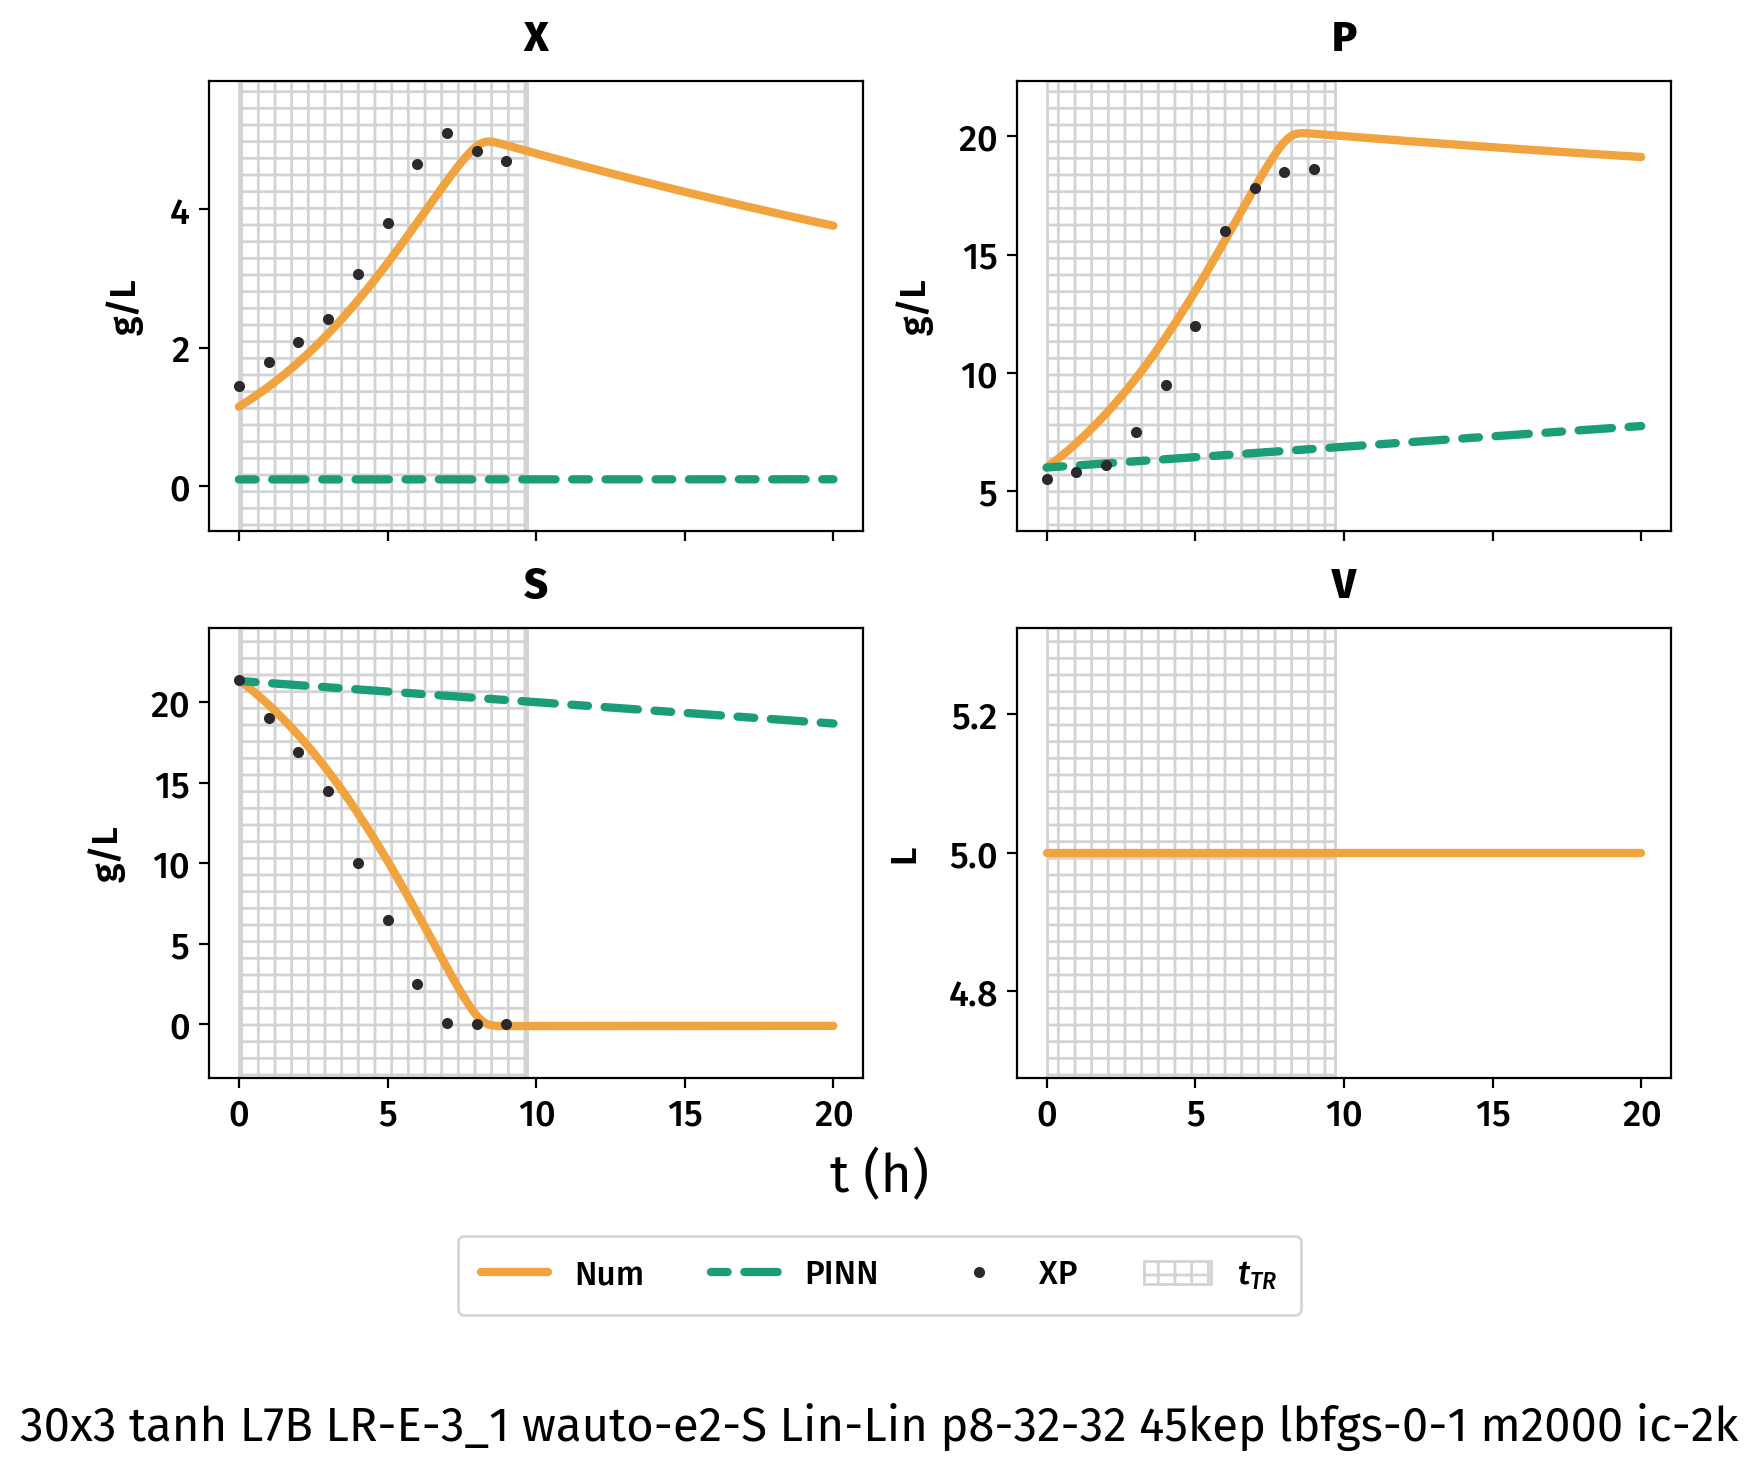 X
P
g/L
4
2
0
g/L
20
15
10
5
S
V
g/L
20
15
10
5
0
L
5.2
5.0
4.8
0 5 10 15 20
0 5 10 15 20
t (h)
Num PINN XP tTR
30x3 tanh L7B LR-E-3_1 wauto-e2-S Lin-Lin p8-32-32 45kep lbfgs-0-1 m2000 ic-2k